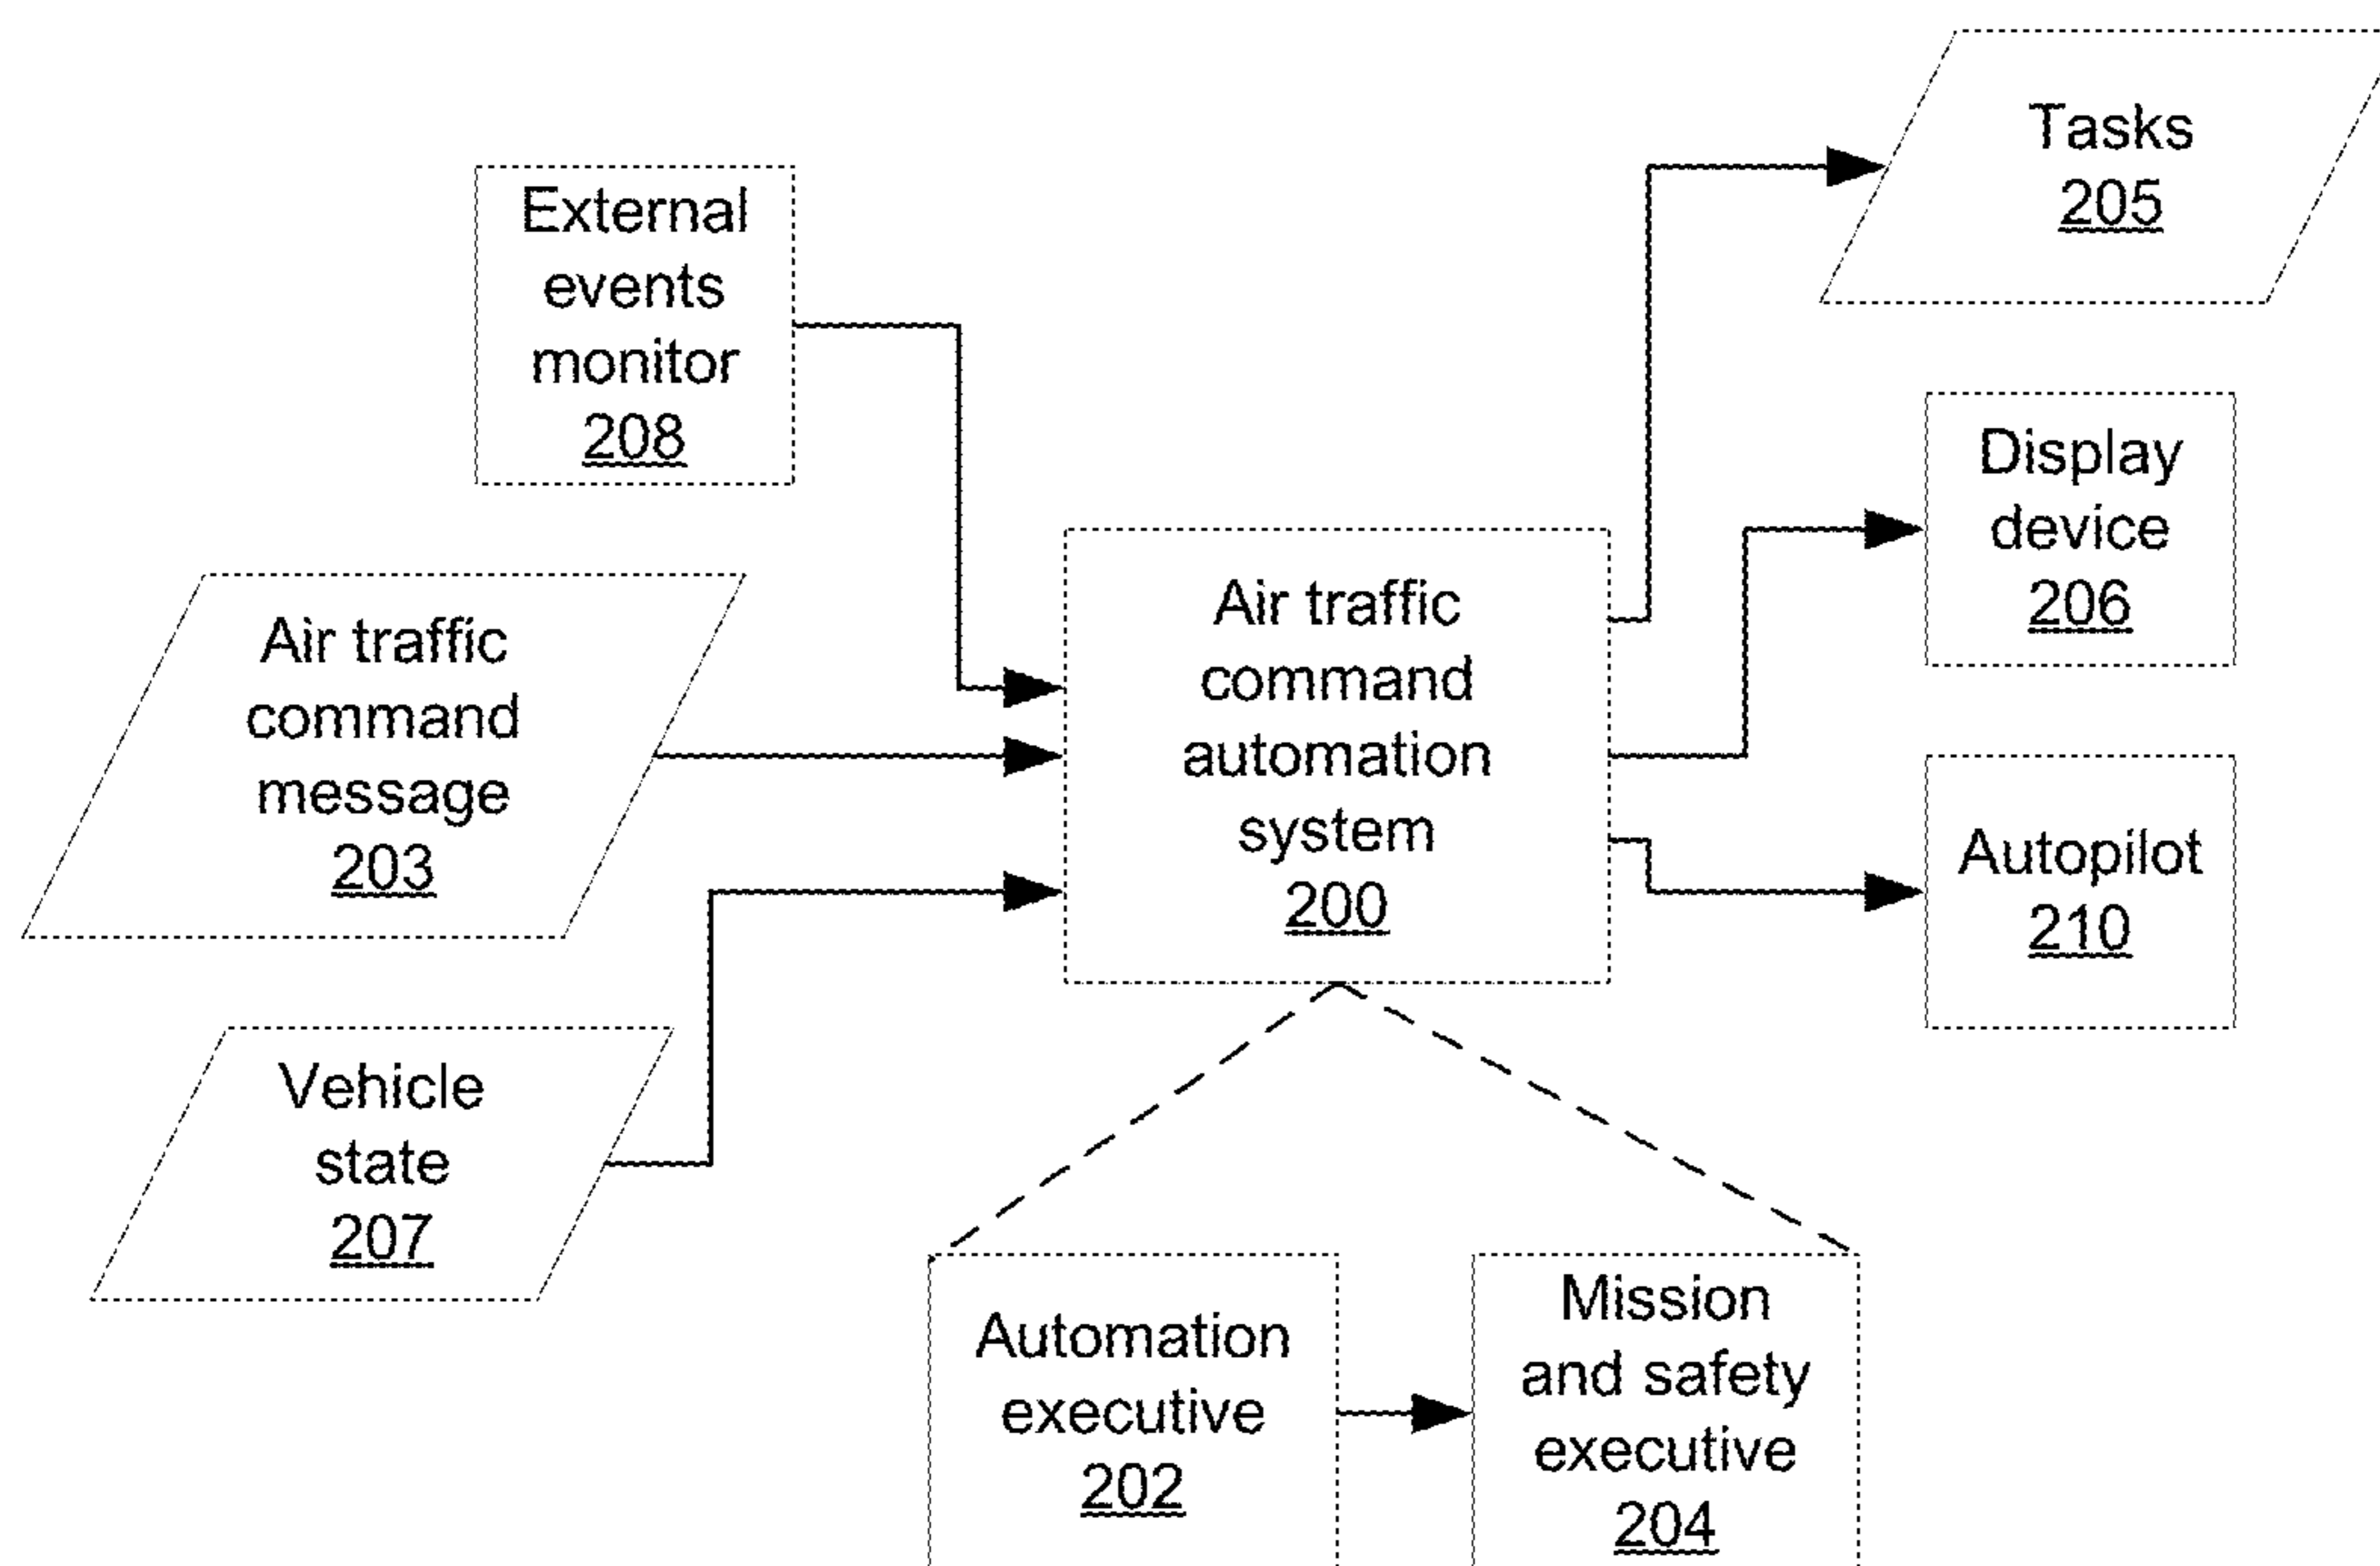 Tasks
205
External
events
monitor
208
Display
device
206
Air traffic
command
message
203
Air traffic
command
automation
system
200
Autopilot
210
Vehicle
state
207
Automation
executive
202
Mission
and safety
executive
204